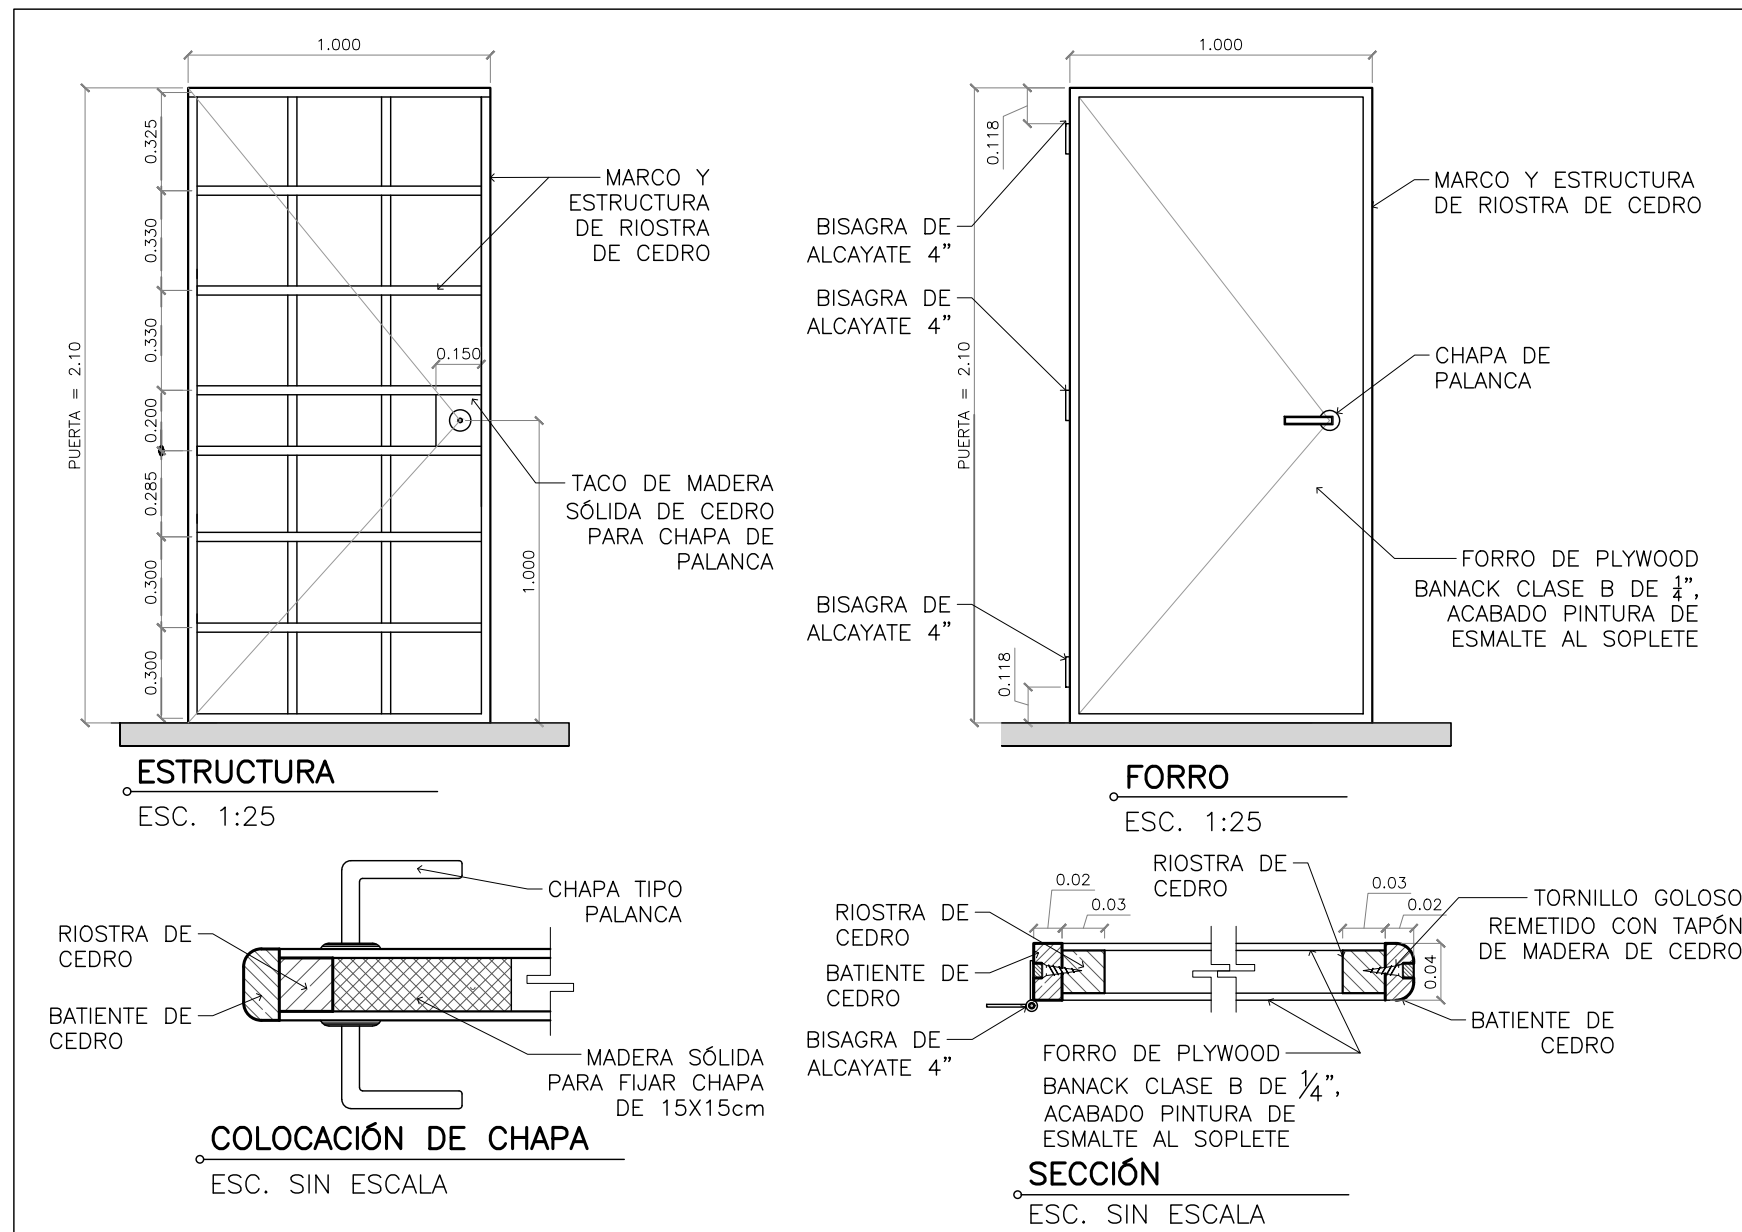 1.000
0.325
0.330
0.330
0.200
0.285
0.300
0.300
PUERTA = 2.10
0.150
1.000
MARCO Y
ESTRUCTURA
DE RIOSTRA
DE CEDRO
TACO DE MADERA
SÓLIDA DE CEDRO
PARA CHAPA DE
PALANCA
ESTRUCTURA
ESC. 1:25
1.000
0.118
PUERTA = 2.10
0.118
BISAGRA DE
ALCAYATE 4”
BISAGRA DE
ALCAYATE 4”
BISAGRA DE
ALCAYATE 4”
MARCO Y ESTRUCTURA
DE RIOSTRA DE CEDRO
CHAPA DE
PALANCA
FORRO DE PLYWOOD
BANACK CLASE B DE 1/4”,
ACABADO PINTURA DE
ESMALTE AL SOPLETE
FORRO
ESC. 1:25
CHAPA TIPO
PALANCA
RIOSTRA DE
CEDRO
BATIENTE DE
CEDRO
MADERA SÓLIDA
PARA FIJAR CHAPA
DE 15X15cm
COLOCACIÓN DE CHAPA
ESC. SIN ESCALA
RIOSTRA DE
CEDRO
0.02
0.03
0.03
0.02
0.04
RIOSTRA DE
CEDRO
BATIENTE DE
CEDRO
BISAGRA DE
ALCAYATE 4”
TORNILLO GOLOSO
REMETIDO CON TAPÓN
DE MADERA DE CEDRO
BATIENTE DE
CEDRO
FORRO DE PLYWOOD
BANACK CLASE B DE 1/4”,
ACABADO PINTURA DE
ESMALTE AL SOPLETE
SECCIÓN
ESC. SIN ESCALA